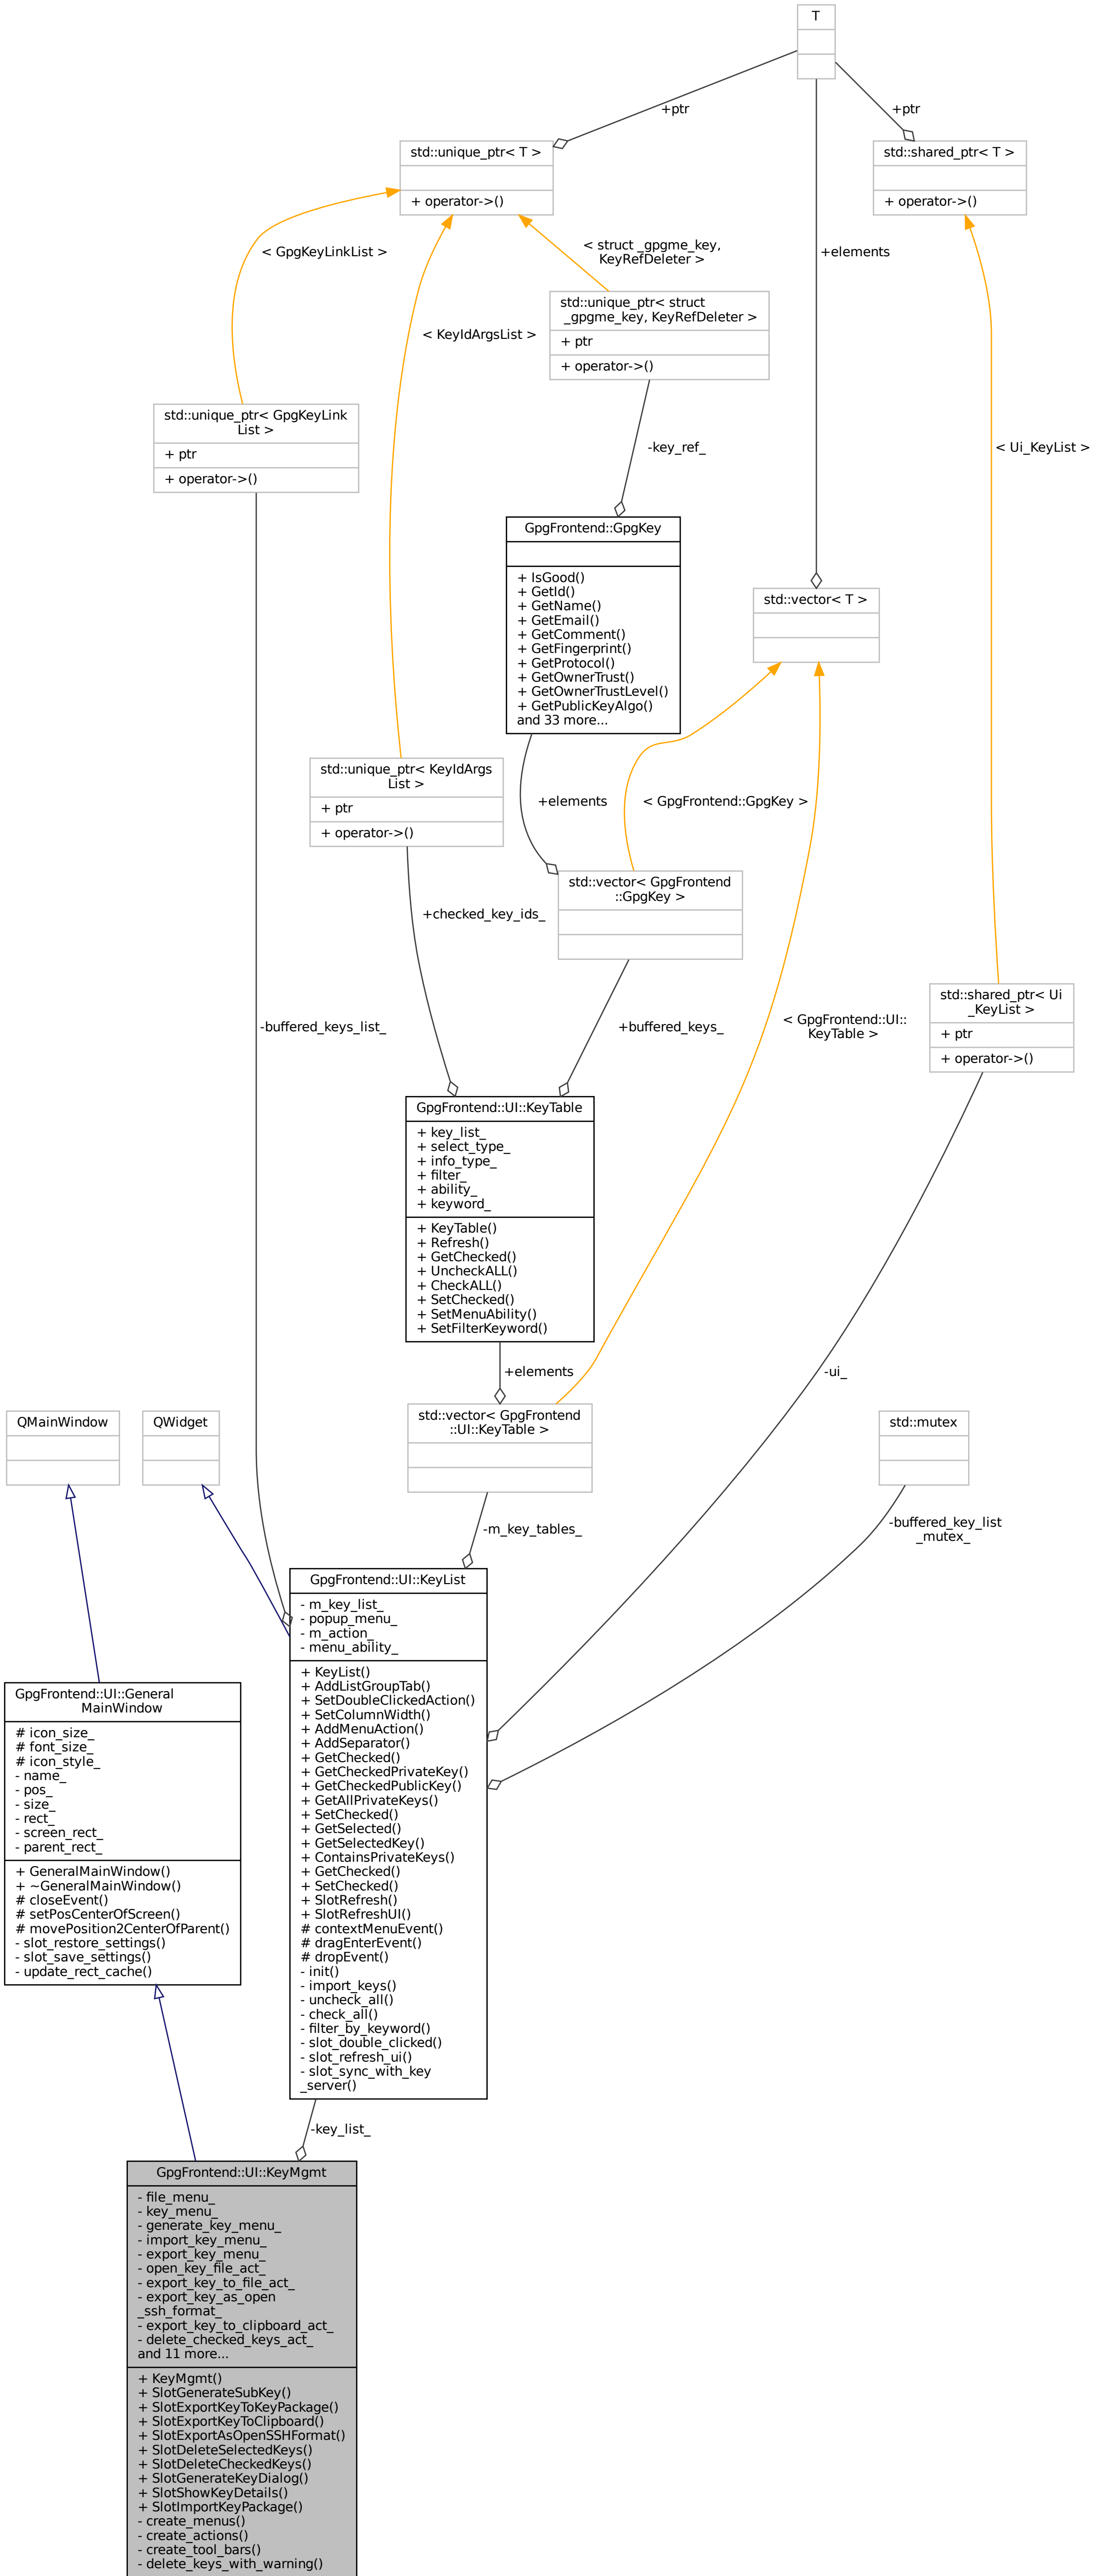 T
+ptr
+ptr
std::unique_ptr< T >
+ operator->()
std::shared_ptr< T >
+ operator->()
< GpgKeyLinkList >
< struct _gpgme_key,
KeyRefDeleter >
+elements
std::unique_ptr< struct
_gpgme_key, KeyRefDeleter >
+ ptr
+ operator->()
< KeyIdArgsList >
std::unique_ptr< GpgKeyLink
List >
+ ptr
+ operator->()
-key_ref_
< Ui_KeyList >
GpgFrontend::GpgKey
+ IsGood()
+ GetId()
+ GetName()
+ GetEmail()
+ GetComment()
+ GetFingerprint()
+ GetProtocol()
+ GetOwnerTrust()
+ GetOwnerTrustLevel()
+ GetPublicKeyAlgo()
and 33 more...
std::vector< T >
std::unique_ptr< KeyIdArgs
List >
+ ptr
+ operator->()
+elements
< GpgFrontend::GpgKey >
std::vector< GpgFrontend
::GpgKey >
+checked_key_ids_
std::shared_ptr< Ui
_KeyList >
+ ptr
+ operator->()
-buffered_keys_list_
+buffered_keys_
< GpgFrontend::UI::
KeyTable >
GpgFrontend::UI::KeyTable
+ key_list_
+ select_type_
+ info_type_
+ filter_
+ ability_
+ keyword_
+ KeyTable()
+ Refresh()
+ GetChecked()
+ UncheckALL()
+ CheckALL()
+ SetChecked()
+ SetMenuAbility()
+ SetFilterKeyword()
+elements
-ui_
QMainWindow
QWidget
std::vector< GpgFrontend
::UI::KeyTable >
std::mutex
-m_key_tables_
-buffered_key_list
_mutex_
GpgFrontend::UI::KeyList
- m_key_list_
- popup_menu_
- m_action_
- menu_ability_
+ KeyList()
+ AddListGroupTab()
+ SetDoubleClickedAction()
+ SetColumnWidth()
+ AddMenuAction()
+ AddSeparator()
+ GetChecked()
+ GetCheckedPrivateKey()
+ GetCheckedPublicKey()
+ GetAllPrivateKeys()
+ SetChecked()
+ GetSelected()
+ GetSelectedKey()
+ ContainsPrivateKeys()
+ GetChecked()
+ SetChecked()
+ SlotRefresh()
+ SlotRefreshUI()
# contextMenuEvent()
# dragEnterEvent()
# dropEvent()
- init()
- import_keys()
- uncheck_all()
- check_all()
- filter_by_keyword()
- slot_double_clicked()
- slot_refresh_ui()
- slot_sync_with_key
_server()
GpgFrontend::UI::General
MainWindow
# icon_size_
# font_size_
# icon_style_
- name_
- pos_
- size_
- rect_
- screen_rect_
- parent_rect_
+ GeneralMainWindow()
+ ~GeneralMainWindow()
# closeEvent()
# setPosCenterOfScreen()
# movePosition2CenterOfParent()
- slot_restore_settings()
- slot_save_settings()
- update_rect_cache()
-key_list_
GpgFrontend::UI::KeyMgmt
- file_menu_
- key_menu_
- generate_key_menu_
- import_key_menu_
- export_key_menu_
- open_key_file_act_
- export_key_to_file_act_
- export_key_as_open
_ssh_format_
- export_key_to_clipboard_act_
- delete_checked_keys_act_
and 11 more...
+ KeyMgmt()
+ SlotGenerateSubKey()
+ SlotExportKeyToKeyPackage()
+ SlotExportKeyToClipboard()
+ SlotExportAsOpenSSHFormat()
+ SlotDeleteSelectedKeys()
+ SlotDeleteCheckedKeys()
+ SlotGenerateKeyDialog()
+ SlotShowKeyDetails()
+ SlotImportKeyPackage()
- create_menus()
- create_actions()
- create_tool_bars()
- delete_keys_with_warning()